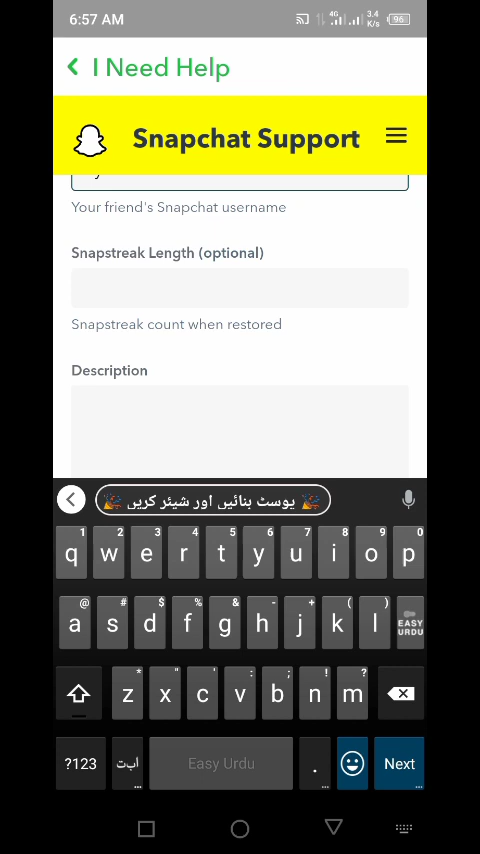 6:57 AM 4G 3.4 K/s 96
I Need Help
Snapchat Support
Your friend's Snapchat username
Snapstreak Length (optional)
Snapstreak count when restored
Description
🎉 پوسٹ بنائیں اور شیئر کریں 🎉
1 2 3 4 5 6 7 8 9 0
q w e r t y u i o p
@ # $ % & - + ( )
a s d f g h j k l EASY URDU
* " ' : ; ! ?
z x c v b n m
?123 ابت Easy Urdu . Next